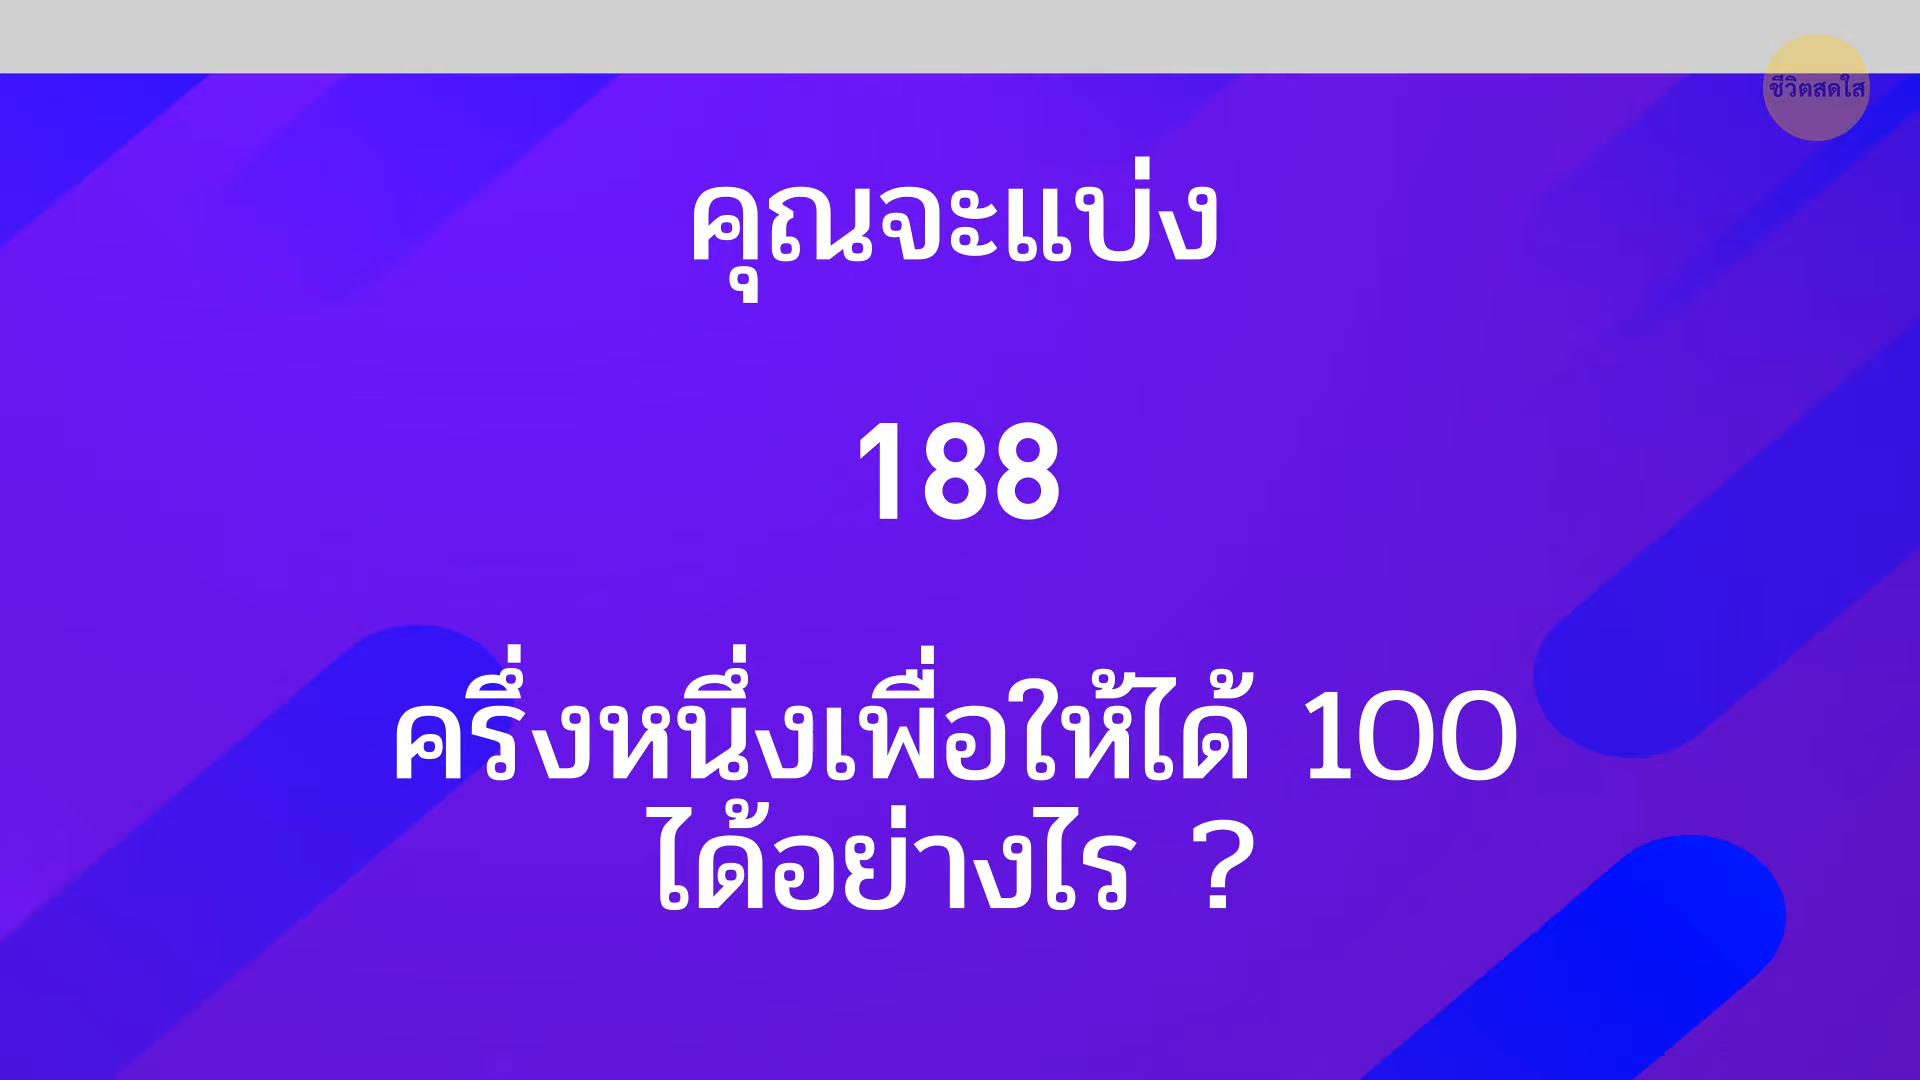 ชีวิตสดใส
คุณจะแบ่ง
188
ครึ่งหนึ่งเพื่อให้ได้ 100
ได้อย่างไร ?